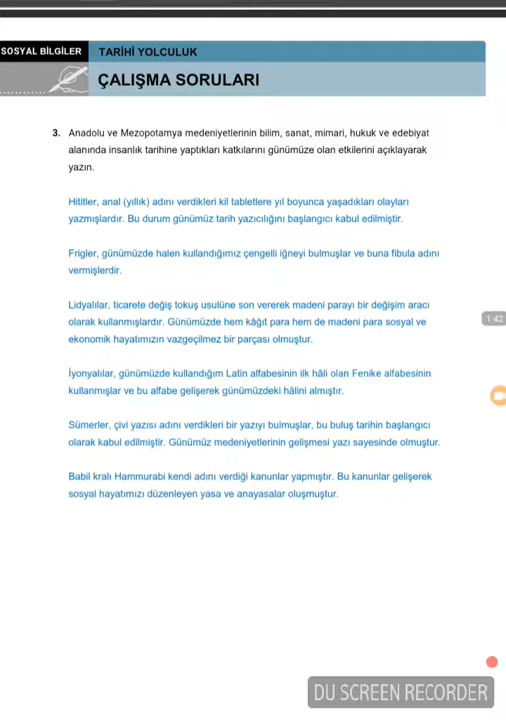 SOSYAL BİLGİLER
TARİHİ YOLCULUK
ÇALIŞMA SORULARI
3. Anadolu ve Mezopotamya medeniyetlerinin bilim, sanat, mimari, hukuk ve edebiyat
alanında insanlık tarihine yaptıkları katkılarını günümüze olan etkilerini açıklayarak
yazın.
Hititler, anal (yıllık) adını verdikleri kil tabletlere yıl boyunca yaşadıkları olayları
yazmışlardır. Bu durum günümüz tarih yazıcılığını başlangıcı kabul edilmiştir.
Frigler, günümüzde halen kullandığımız çengelli iğneyi bulmuşlar ve buna fibula adını
vermişlerdir.
Lidyalılar, ticarete değiş tokuş usulüne son vererek madeni parayı bir değişim aracı
olarak kullanmışlardır. Günümüzde hem kâğıt para hem de madeni para sosyal ve
ekonomik hayatımızın vazgeçilmez bir parçası olmuştur.
İyonyalılar, günümüzde kullandığım Latin alfabesinin ilk hâli olan Fenike alfabesinin
kullanmışlar ve bu alfabe gelişerek günümüzdeki hâlini almıştır.
Sümerler, çivi yazısı adını verdikleri bir yazıyı bulmuşlar, bu buluş tarihin başlangıcı
olarak kabul edilmiştir. Günümüz medeniyetlerinin gelişmesi yazı sayesinde olmuştur.
Babil kralı Hammurabi kendi adını verdiği kanunlar yapmıştır. Bu kanunlar gelişerek
sosyal hayatımızı düzenleyen yasa ve anayasalar oluşmuştur.
1:42
DU SCREEN RECORDER